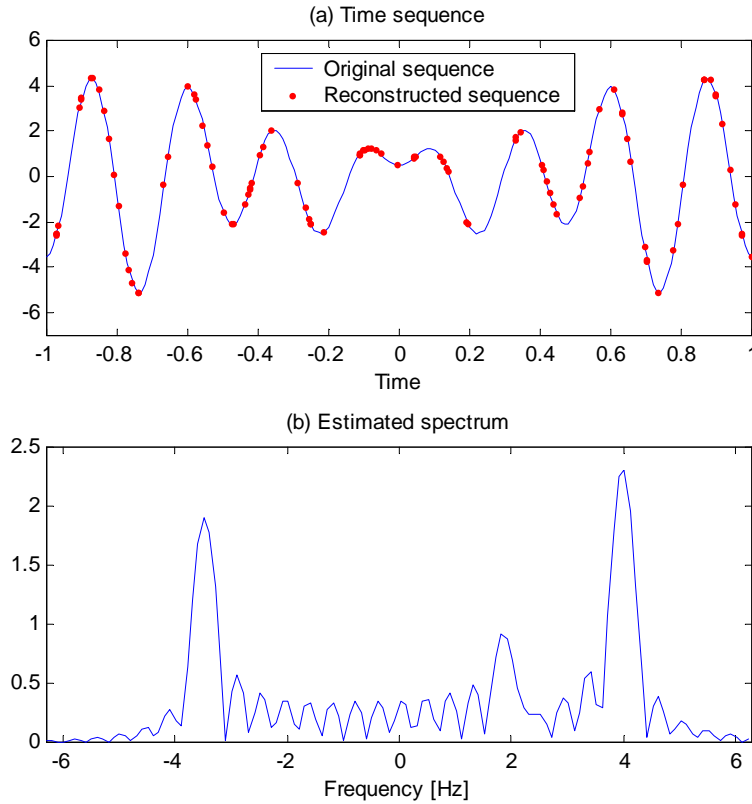 (a) Time sequence
6
4
2
0
-2
-4
-6
Original sequence
Reconstructed sequence
-1 -0.8 -0.6 -0.4 -0.2 0 0.2 0.4 0.6 0.8 1
Time
(b) Estimated spectrum
2.5
2
1.5
1
0.5
0
-6 -4 -2 0 2 4 6
Frequency [Hz]